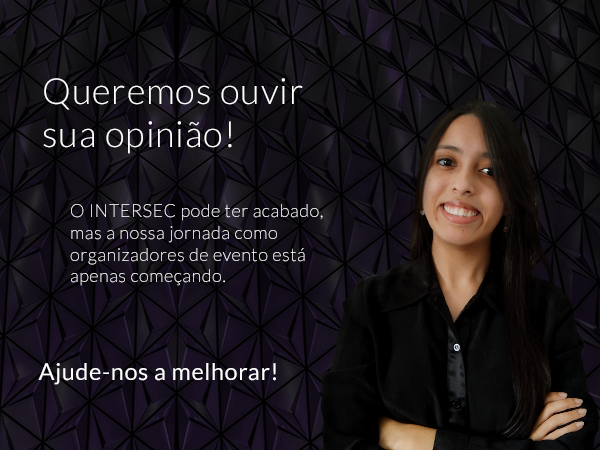 Queremos ouvir
sua opinião!
O INTERSEC pode ter acabado,
mas a nossa jornada como
organizadores de evento está
apenas começando.
Ajude-nos a melhorar!